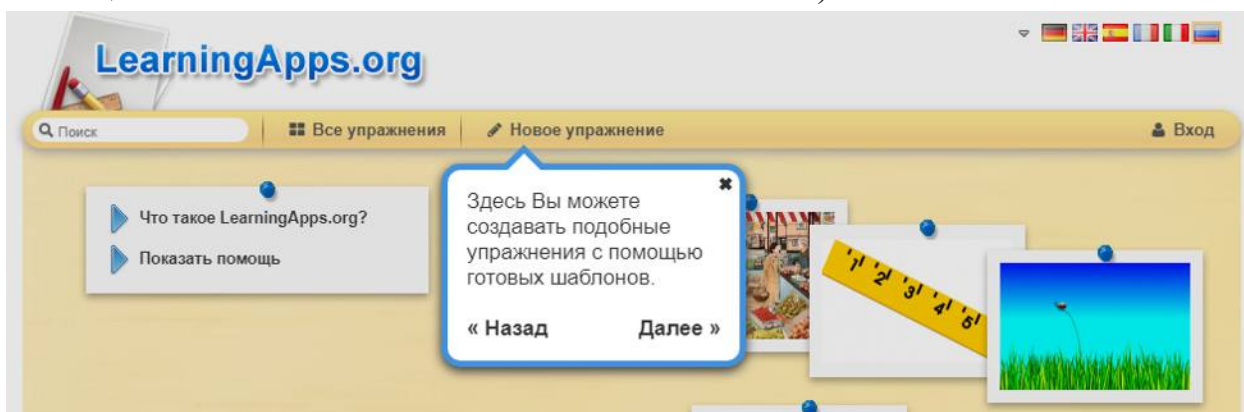 LearningApps.org
Поиск
Все упражнения
Новое упражнение
Вход
Что такое LearningApps.org?
Показать помощь
Здесь Вы можете
создавать подобные
упражнения с помощью
готовых шаблонов.
« Назад Далее »
1 2 3 4 5